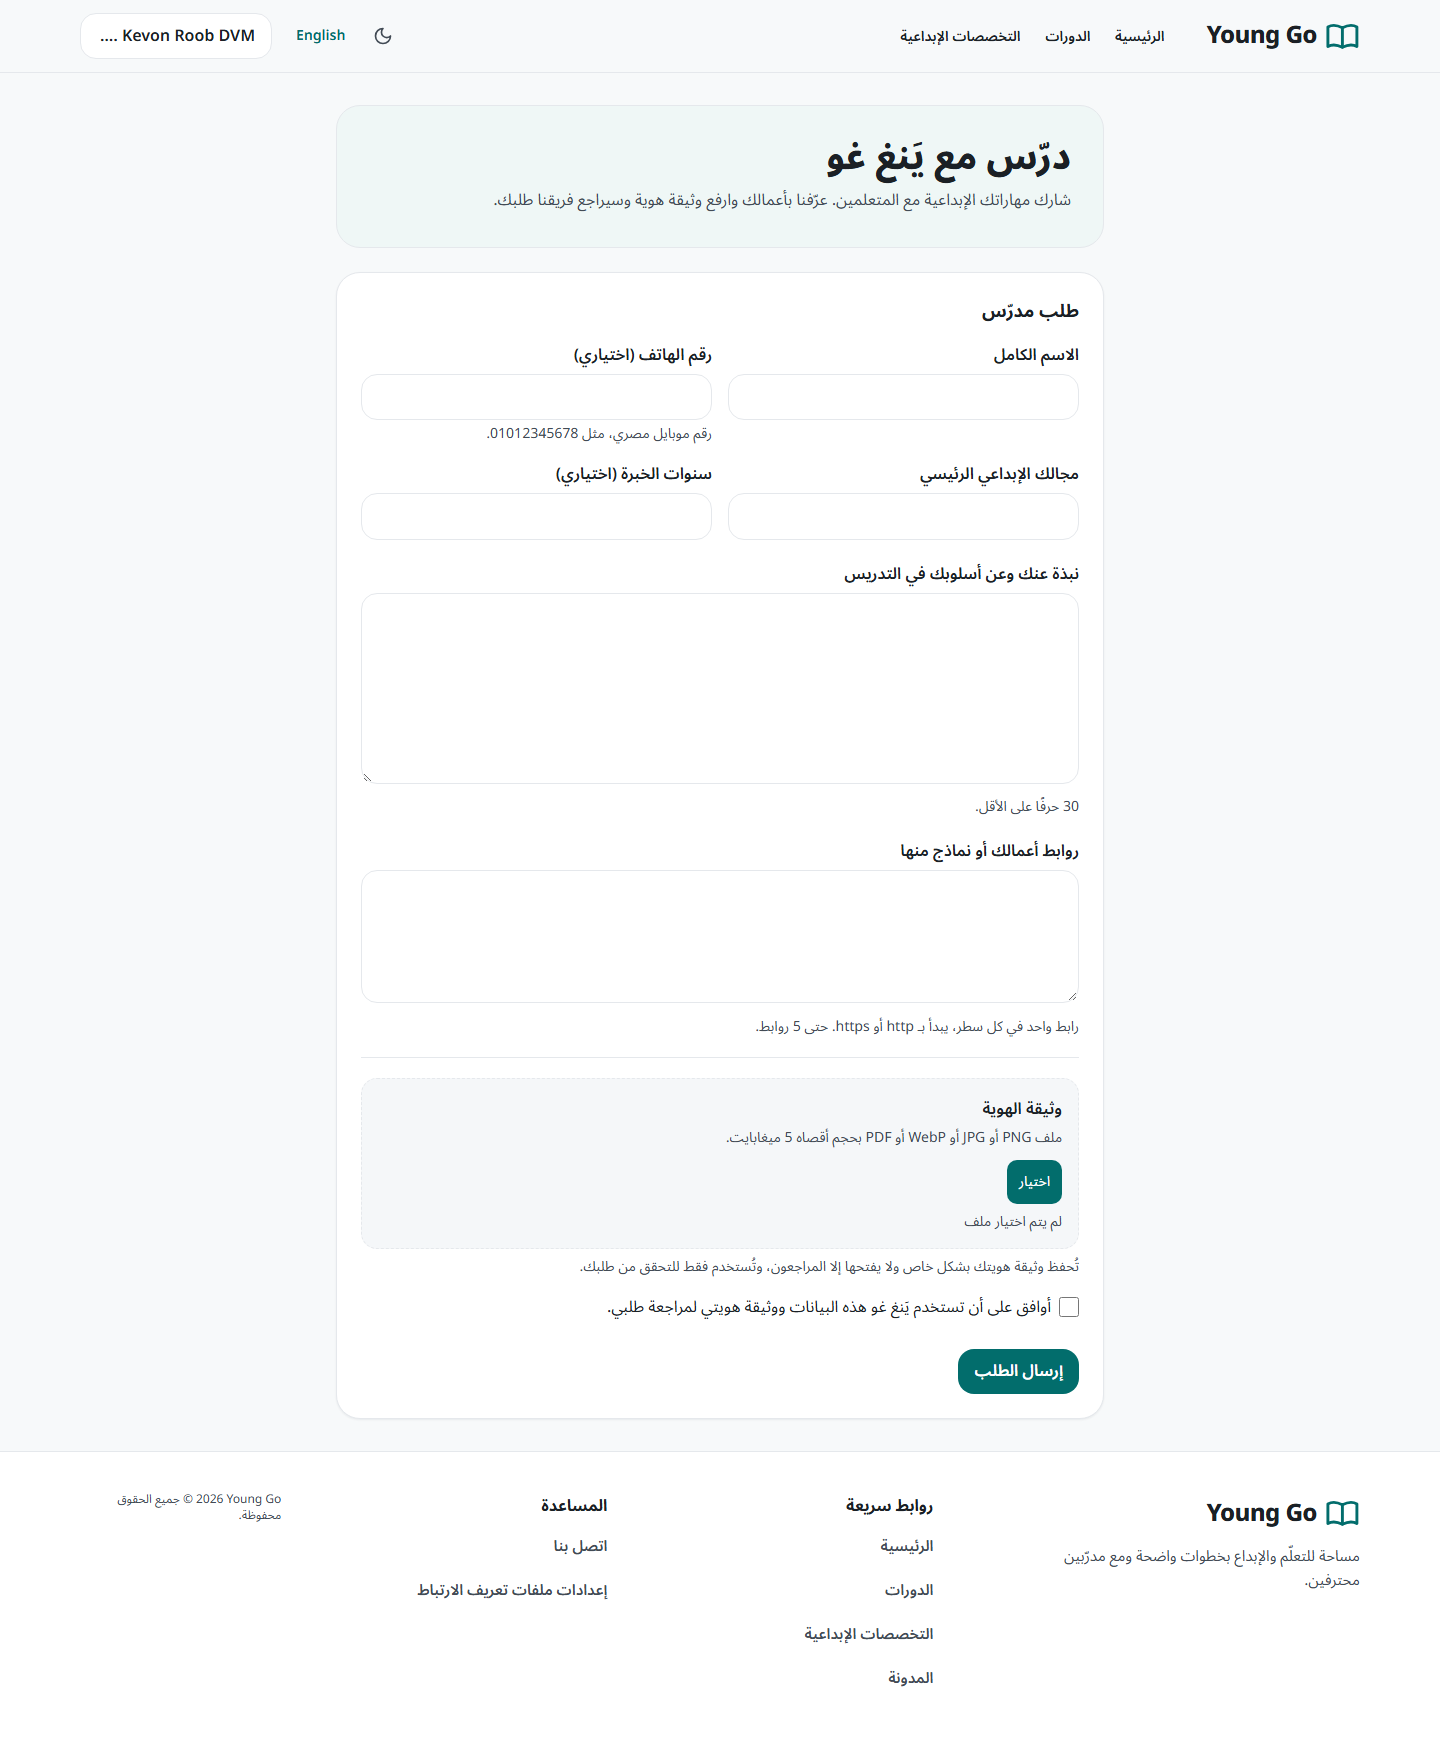 Young Go
الرئيسية
الدورات
التخصصات الإبداعية
English
Kevon Roob DVM ....
درّس مع يَنغ غو
شارك مهاراتك الإبداعية مع المتعلمين. عرّفنا بأعمالك وارفع وثيقة هوية وسيراجع فريقنا طلبك.
طلب مدرّس
الاسم الكامل
رقم الهاتف (اختياري)
رقم موبايل مصري، مثل 01012345678.
مجالك الإبداعي الرئيسي
سنوات الخبرة (اختياري)
نبذة عنك وعن أسلوبك في التدريس
30 حرفًا على الأقل.
روابط أعمالك أو نماذج منها
رابط واحد في كل سطر، يبدأ بـ http أو https. حتى 5 روابط.
وثيقة الهوية
ملف PNG أو JPG أو WebP أو PDF بحجم أقصاه 5 ميغابايت.
اختيار
لم يتم اختيار ملف
تُحفظ وثيقة هويتك بشكل خاص ولا يفتحها إلا المراجعون، وتُستخدم فقط للتحقق من طلبك.
أوافق على أن تستخدم يَنغ غو هذه البيانات ووثيقة هويتي لمراجعة طلبي.
إرسال الطلب
Young Go
مساحة للتعلّم والإبداع بخطوات واضحة ومع مدرّبين
محترفين.
روابط سريعة
الرئيسية
الدورات
التخصصات الإبداعية
المدونة
المساعدة
اتصل بنا
إعدادات ملفات تعريف الارتباط
Young Go 2026 © جميع الحقوق
محفوظة.